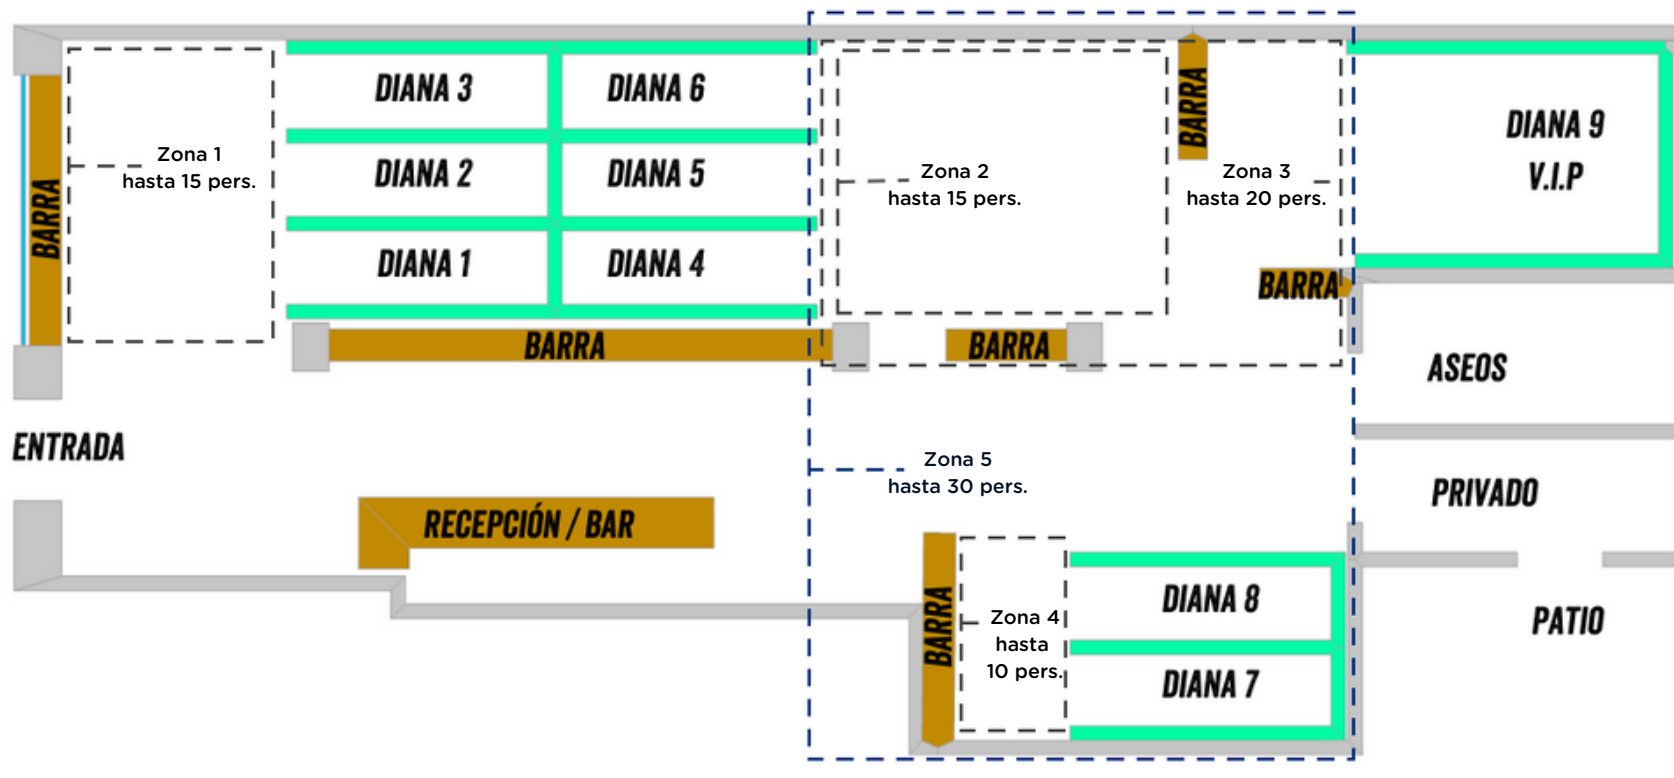 DIANA 3
DIANA 6
BARRA
DIANA 9
V.I.P
Zona 1
hasta 15 pers.
DIANA 2
DIANA 5
Zona 2
hasta 15 pers.
Zona 3
hasta 20 pers.
BARRA
DIANA 1
DIANA 4
BARRA
BARRA
BARRA
ASEOS
ENTRADA
Zona 5
hasta 30 pers.
PRIVADO
RECEPCIÓN / BAR
BARRA
Zona 4
hasta
10 pers.
DIANA 8
DIANA 7
PATIO